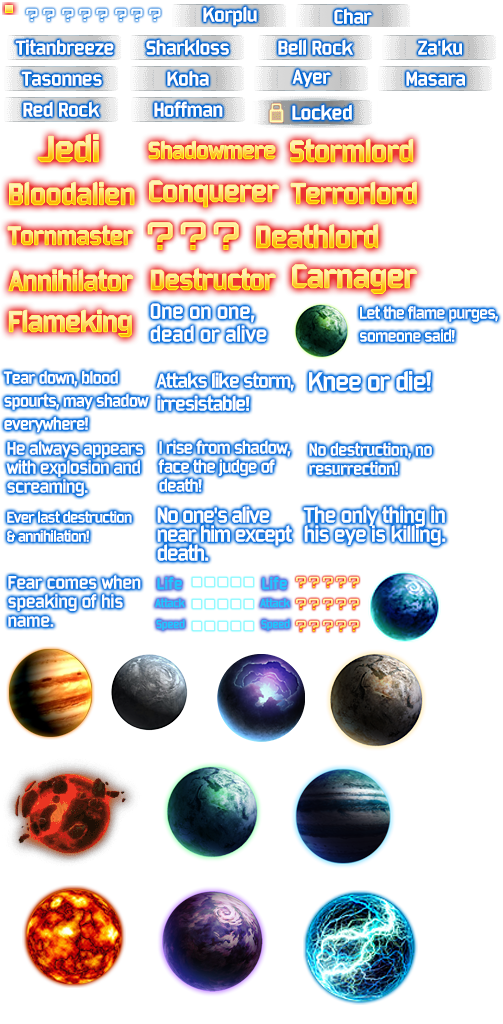 ? ? ? ? ? ? ? ? Korplu Char
Titanbreeze Sharkloss Bell Rock Za'ku
Tasonnes Koha Ayer Masara
Red Rock Hoffman Locked
Jedi Shadowmere Stormlord
Bloodalien Conquerer Terrorlord
Tornmaster ? ? ? Deathlord
Annihilator Destructor Carnager
Flameking
One on one,
dead or alive
Let the flame purges,
someone said!
Tear down, blood
spourts, may shadow
everywhere!
Attaks like storm,
irresistable!
Knee or die!
He always appears
with explosion and
screaming.
I rise from shadow,
face the judge of
death!
No destruction, no
resurrection!
Ever last destruction
& annihilation!
No one's alive
near him except
death.
The only thing in
his eye is killing.
Fear comes when
speaking of his
name.
Life Life ?????
Attack Attack ?????
Speed Speed ?????